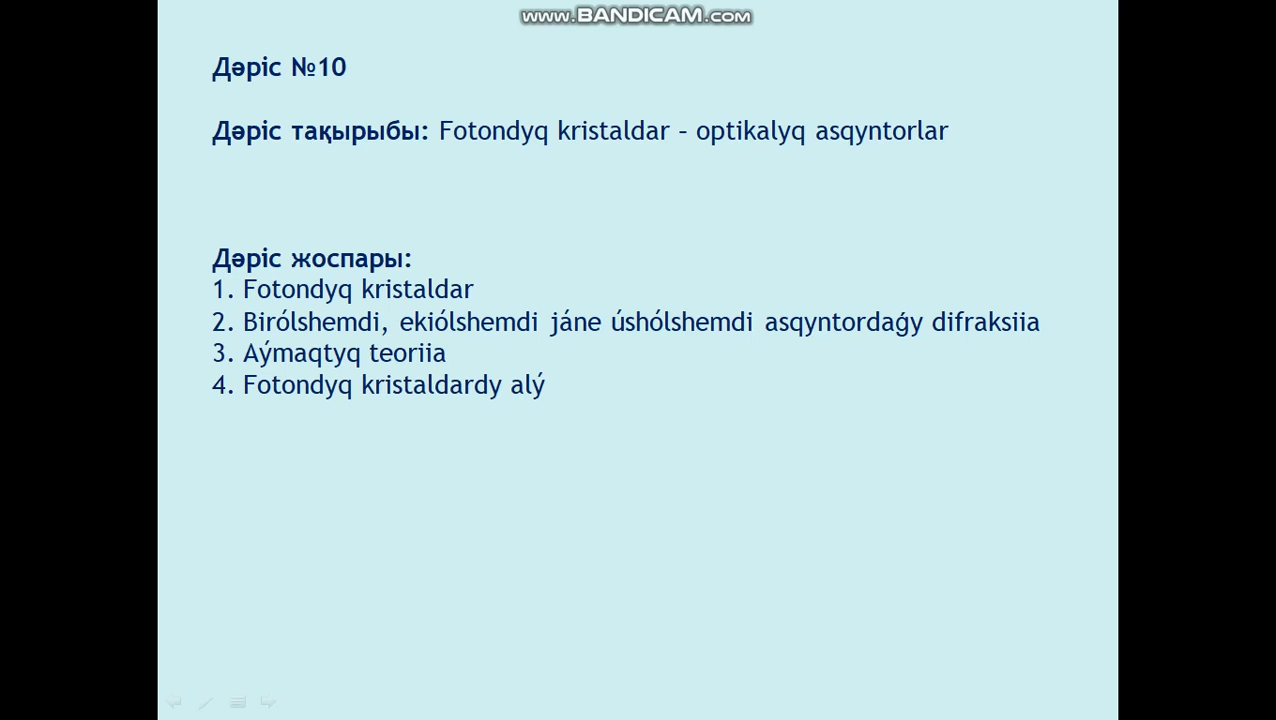 www.BANDICAM.com
Дәріс №10
Дәріс тақырыбы: Fotondyq kristaldar – optikalyq asqyntorlar
Дәріс жоспары:
1. Fotondyq kristaldar
2. Birólshemdi, ekiólshemdi jáne úshólshemdi asqyntordaǵy difraksiia
3. Aýmaqtyq teoriia
4. Fotondyq kristaldardy alý